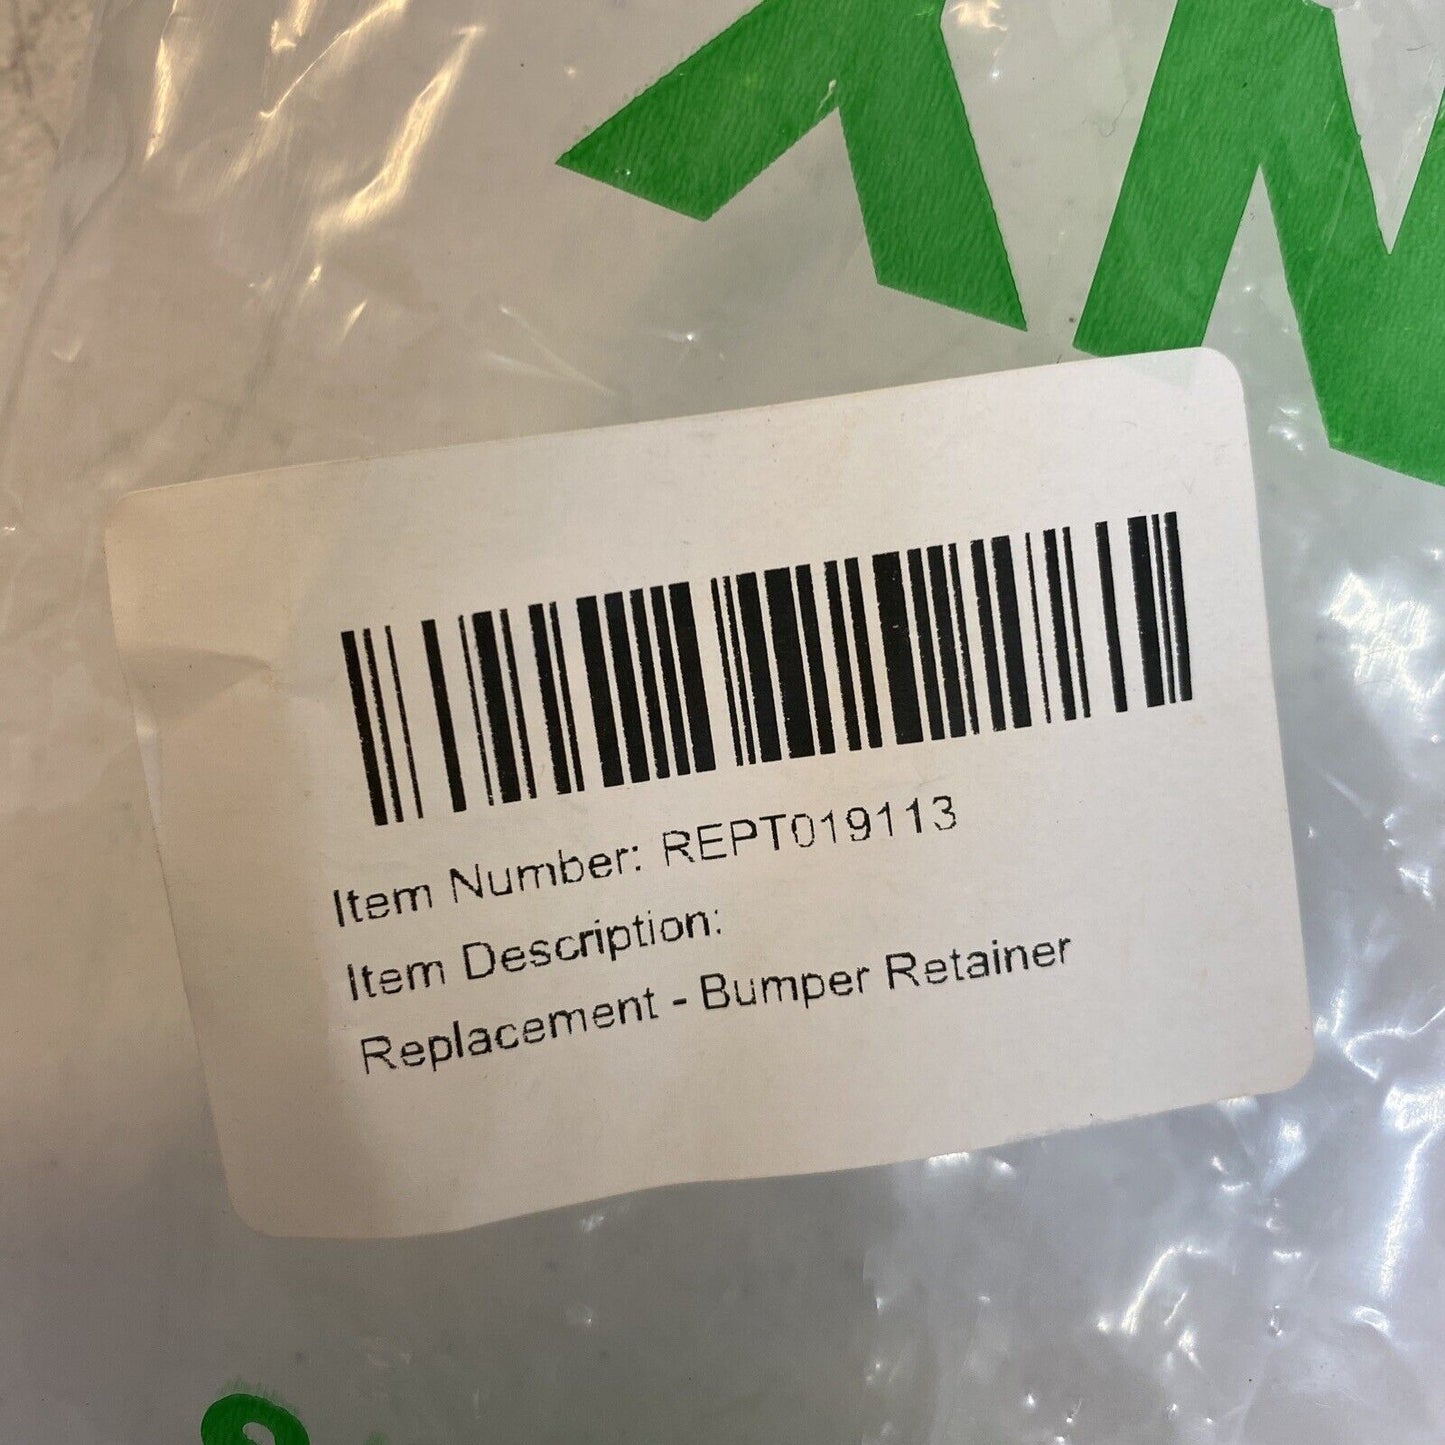 Item Number: REPT019113
Item Description:
Replacement - Bumper Retainer